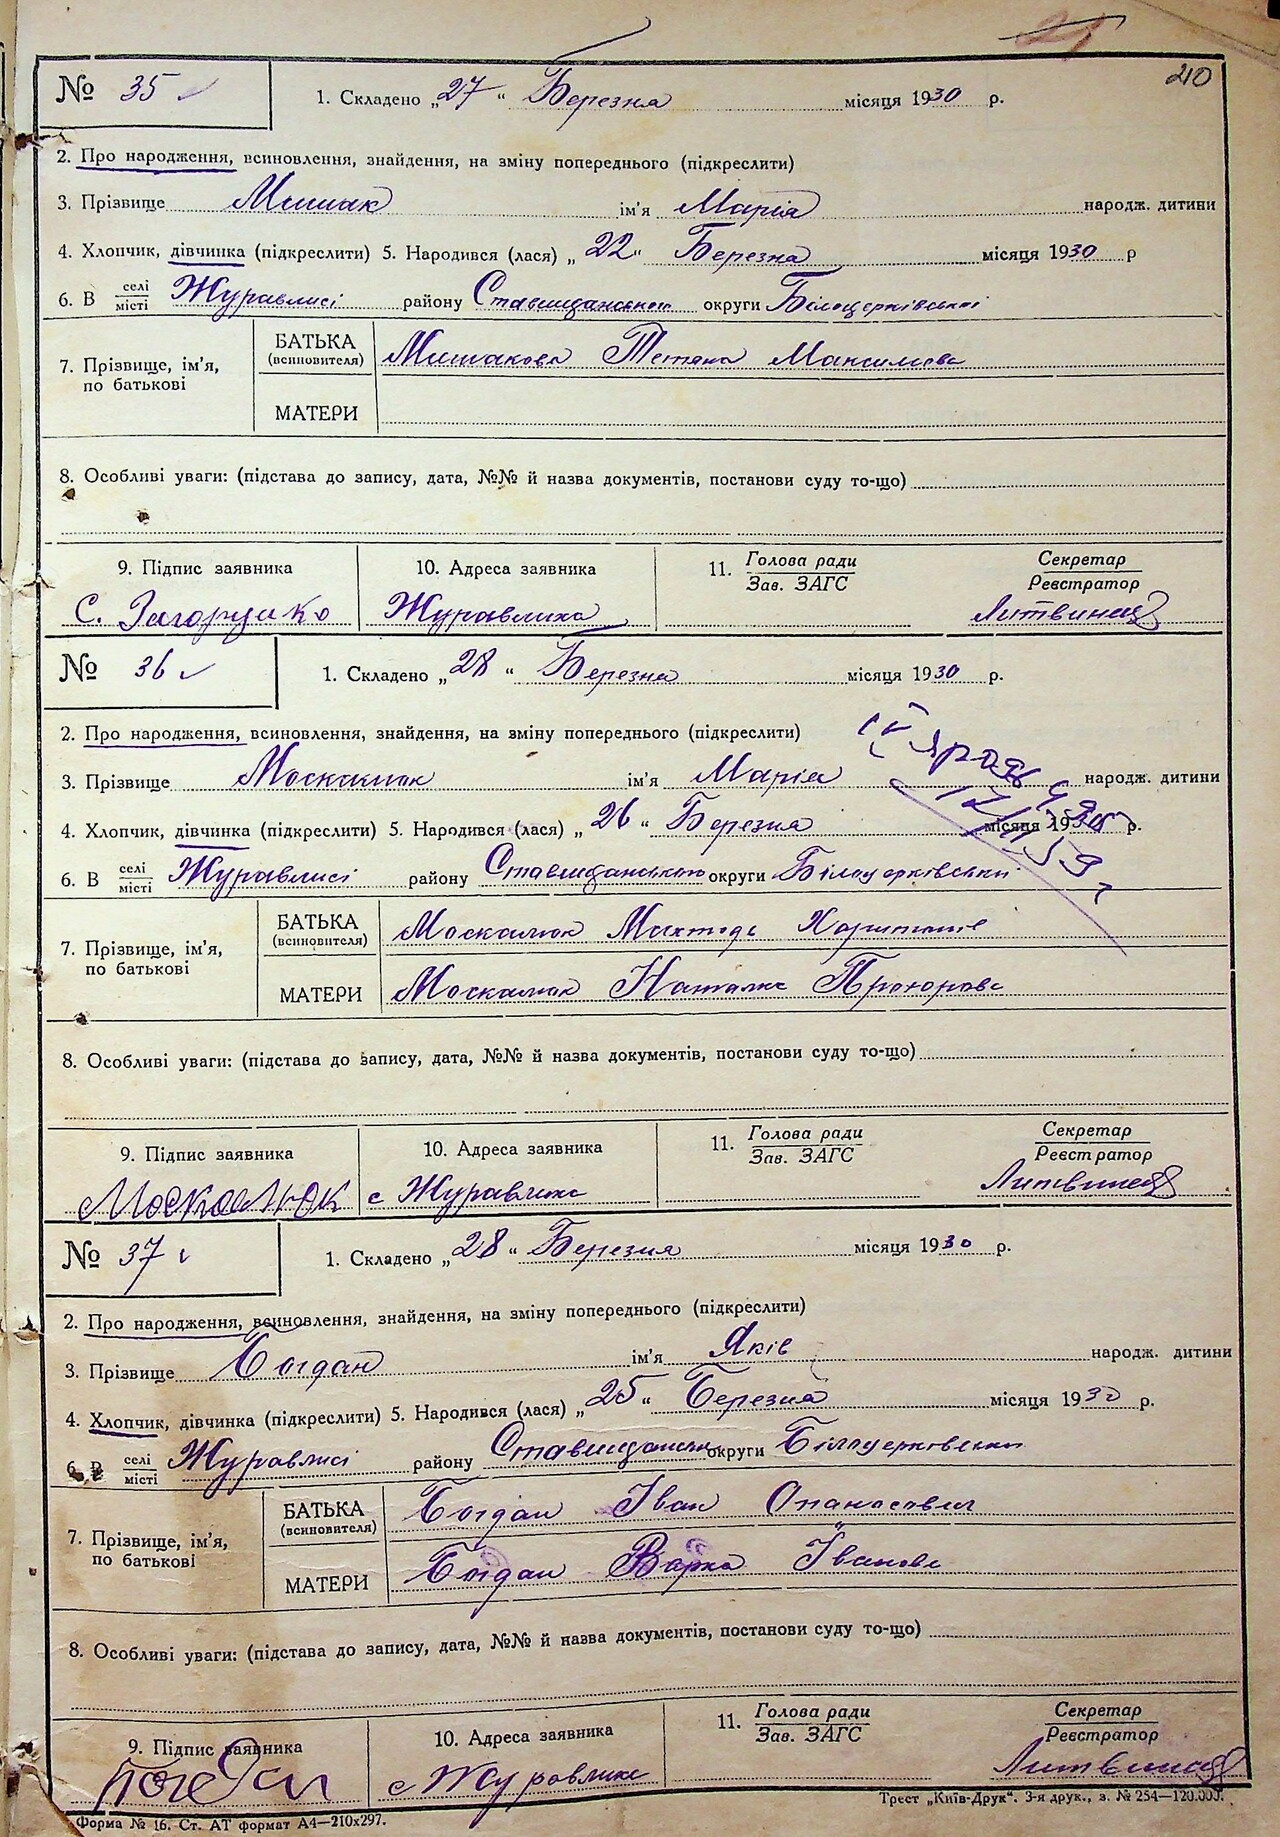 210
№ 35
1. Складено „27“ Березня місяця 1930 р.
2. Про народження, всиновлення, знайдення, на зміну попереднього (підкреслити)
3. Прізвище Мишак ім'я Марія народж. дитини
4. Хлопчик, дівчинка (підкреслити) 5. Народився (лася) „22“ Березня місяця 1930 р
6. В селі місті Журавлисі району Ставищанського округи Білоцерківської
7. Прізвище, ім'я, по батькові
БАТЬКА (всиновителя) Мишакова Тетяна Максимова
МАТЕРИ
8. Особливі уваги: (підстава до запису, дата, №№ й назва документів, постанови суду то-що)
9. Підпис заявника 10. Адреса заявника 11. Голова ради Зав. ЗАГС Секретар Реєстратор
С. Журавлиха
№ 36
1. Складено „28“ Березня місяця 1930 р.
2. Про народження, всиновлення, знайдення, на зміну попереднього (підкреслити)
3. Прізвище Москалюк ім'я Марія народж. дитини
4. Хлопчик, дівчинка (підкреслити) 5. Народився (лася) „26“ Березня місяця 1930 р.
6. В селі місті Журавлисі району Ставищанського округи Білоцерківськи
7. Прізвище, ім'я, по батькові
БАТЬКА (всиновителя) Москалюк
МАТЕРИ Москалюк Наталка
8. Особливі уваги: (підстава до запису, дата, №№ й назва документів, постанови суду то-що)
9. Підпис заявника 10. Адреса заявника 11. Голова ради Зав. ЗАГС Секретар Реєстратор
Москалюк с Журавлиха
№ 37
1. Складено „28“ Березня місяця 1930 р.
2. Про народження, всиновлення, знайдення, на зміну попереднього (підкреслити)
3. Прізвище Богдан ім'я Яків народж. дитини
4. Хлопчик, дівчинка (підкреслити) 5. Народився (лася) „25“ Березня місяця 1930 р.
6. В селі місті Журавлисі району округи Білоцерковськи
7. Прізвище, ім'я, по батькові
БАТЬКА (всиновителя) Богдан Іван Опанасович
МАТЕРИ Богдан Варка Іванова
8. Особливі уваги: (підстава до запису, дата, №№ й назва документів, постанови суду то-що)
9. Підпис заявника 10. Адреса заявника 11. Голова ради Зав. ЗАГС Секретар Реєстратор
Богдан с Журавлиха
Форма № 16. Ст. АТ формат А4—210x297. Трест „Київ-Друк“. 3-я друк., з. № 254—120.000.